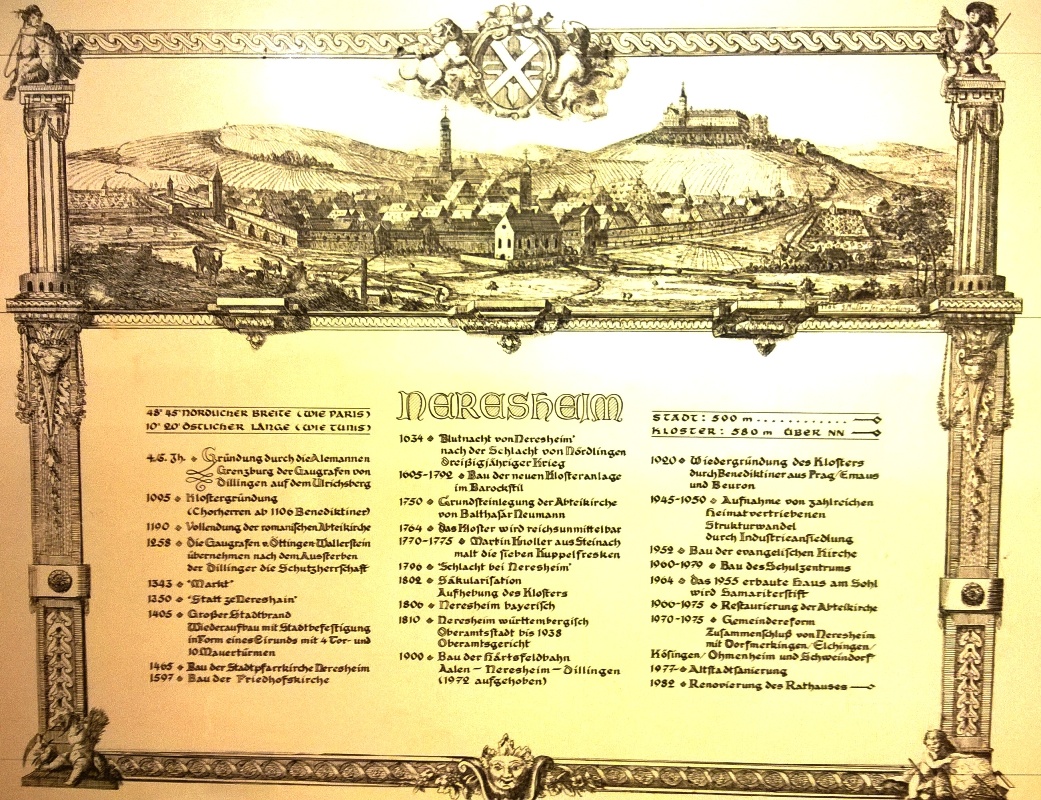 NERESHEIM
48° 45' NÖRDLICHER BREITE (WIE PARIS)
10° 20' ÖSTLICHER LÄNGE (WIE TUNIS)
4./5. Jh. Gründung durch die Alemannen
Grenzburg der Gaugrafen von
Dillingen auf dem Ulrichsberg
1095 Klostergründung
(Chorherren ab 1106 Benediktiner)
1190 Vollendung der romanischen Abteikirche
1258 Die Gaugrafen v. Öttingen-Wallerstein
übernehmen nach dem Aussterben
der Dillinger die Schutzherrschaft
1343 "Markt"
1350 "Statt ze Nereshain"
1405 Großer Stadtbrand
Wiederaufbau mit Stadtbefestigung
in Form eines Eirunds mit 4 Tor- und
10 Mauertürmen
1465 Bau der Stadtpfarrkirche Neresheim
1597 Bau der Friedhofskirche
1634 "Blutnacht von Neresheim"
nach der Schlacht von Nördlingen
Dreißigjähriger Krieg
1695-1792 Bau der neuen Klosteranlage
im Barockstil
1750 Grundsteinlegung der Abteikirche
von Balthasar Neumann
1764 das Kloster wird reichsunmittelbar
1770-1775 Martin Knoller aus Steinach
malt die sieben Kuppelfresken
1796 "Schlacht bei Neresheim"
1802 Säkularisation
Aufhebung des Klosters
1806 Neresheim bayerisch
1810 Neresheim württembergisch
Oberamtsstadt bis 1938
Oberamtsgericht
1900 Bau der Härtsfeldbahn
Aalen - Neresheim - Dillingen
(1972 aufgehoben)
STADT: 500 m ..........
KLOSTER: 580 m ÜBER NN
1920 Wiedergründung des Klosters
durch Benediktiner aus Prag/Emaus
und Beuron
1945-1950 Aufnahme von zahlreichen
Heimatvertriebenen
Strukturwandel
durch Industrieansiedlung
1952 Bau der evangelischen Kirche
1960-1979 Bau des Schulzentrums
1964 das 1955 erbaute Haus am Sohl
wird Samariterstift
1966-1975 Restaurierung der Abteikirche
1970-1975 Gemeindereform
Zusammenschluß von Neresheim
mit Dorfmerkingen/Elchingen/
Kösingen/Ohmenheim und Schweindorf
1977 Altstadtsanierung
1982 Renovierung des Rathauses